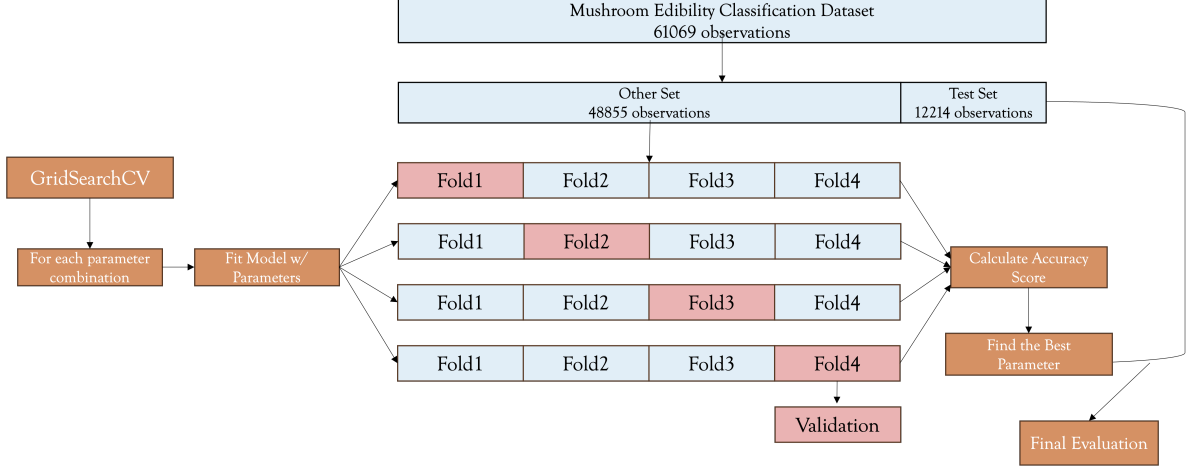 Mushroom Edibility Classification Dataset
61069 observations
Other Set
48855 observations
Test Set
12214 observations
GridSearchCV
For each parameter
combination
Fit Model w/
Parameters
Fold1 Fold2 Fold3 Fold4
Fold1 Fold2 Fold3 Fold4
Fold1 Fold2 Fold3 Fold4
Fold1 Fold2 Fold3 Fold4
Validation
Calculate Accuracy
Score
Find the Best
Parameter
Final Evaluation